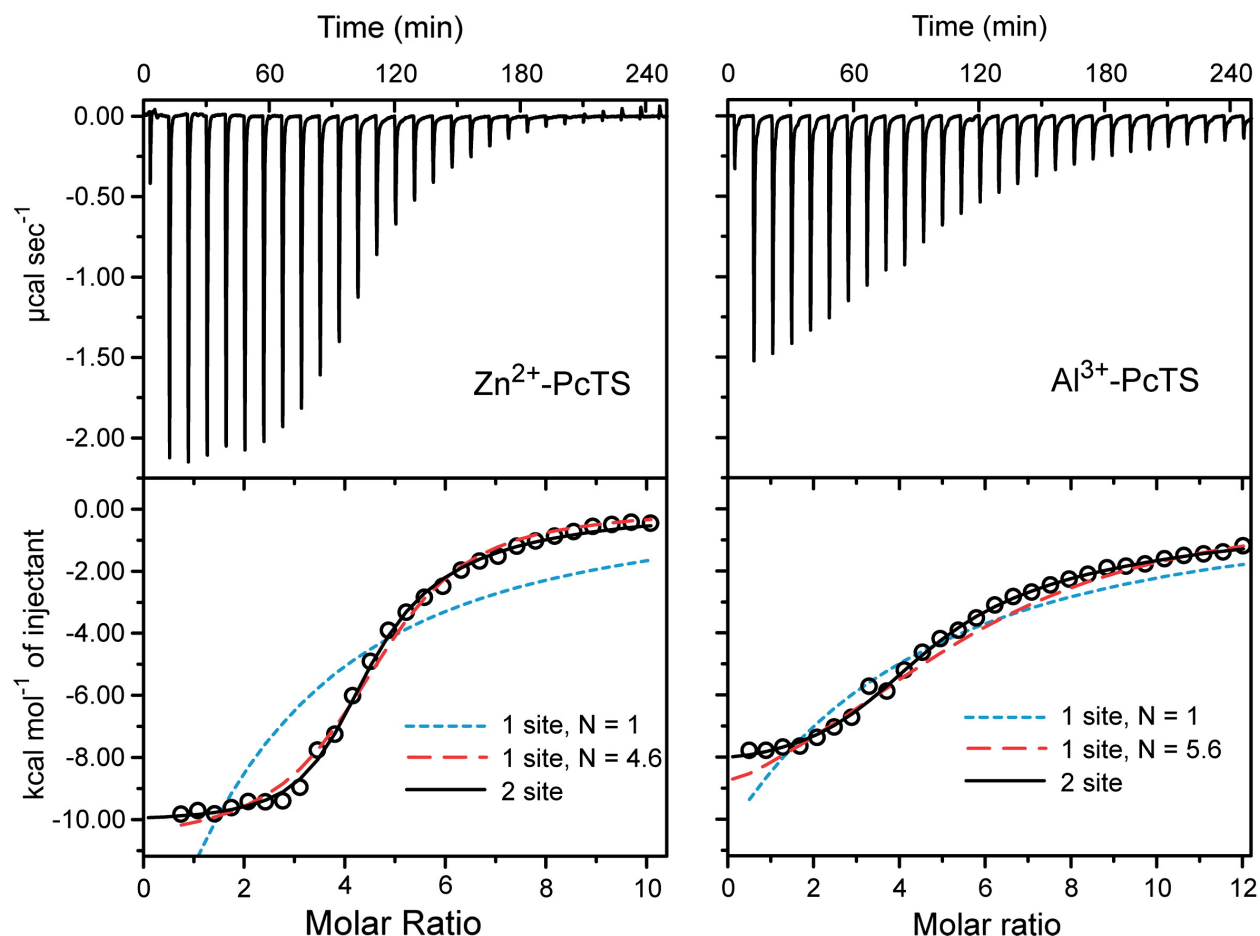 Time (min)
0 60 120 180 240
0.00
-0.50
-1.00
-1.50
-2.00
µcal sec⁻¹
Zn²⁺-PcTS
0.00
-2.00
-4.00
-6.00
-8.00
-10.00
kcal mol⁻¹ of injectant
1 site, N = 1
1 site, N = 4.6
2 site
0 2 4 6 8 10
Molar Ratio
Time (min)
0 60 120 180 240
Al³⁺-PcTS
1 site, N = 1
1 site, N = 5.6
2 site
0 2 4 6 8 10 12
Molar ratio